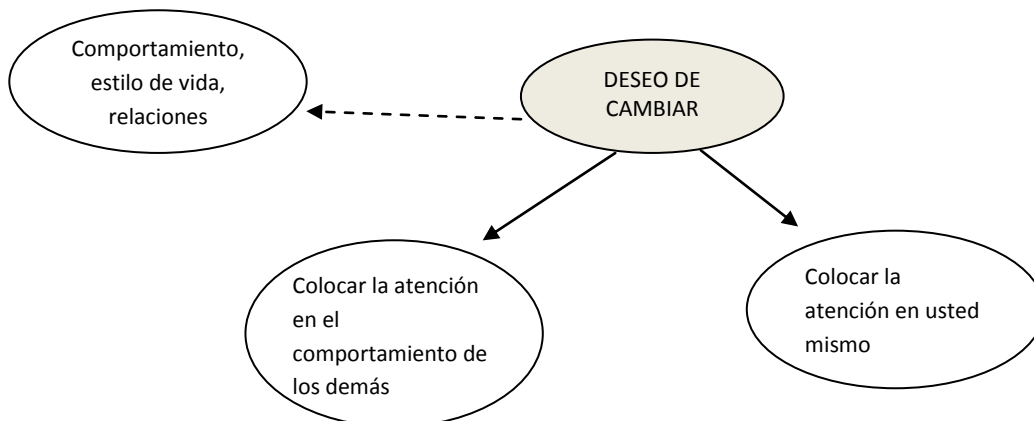 Comportamiento,
estilo de vida,
relaciones
DESEO DE
CAMBIAR
Colocar la atención
en el
comportamiento de
los demás
Colocar la
atención en usted
mismo